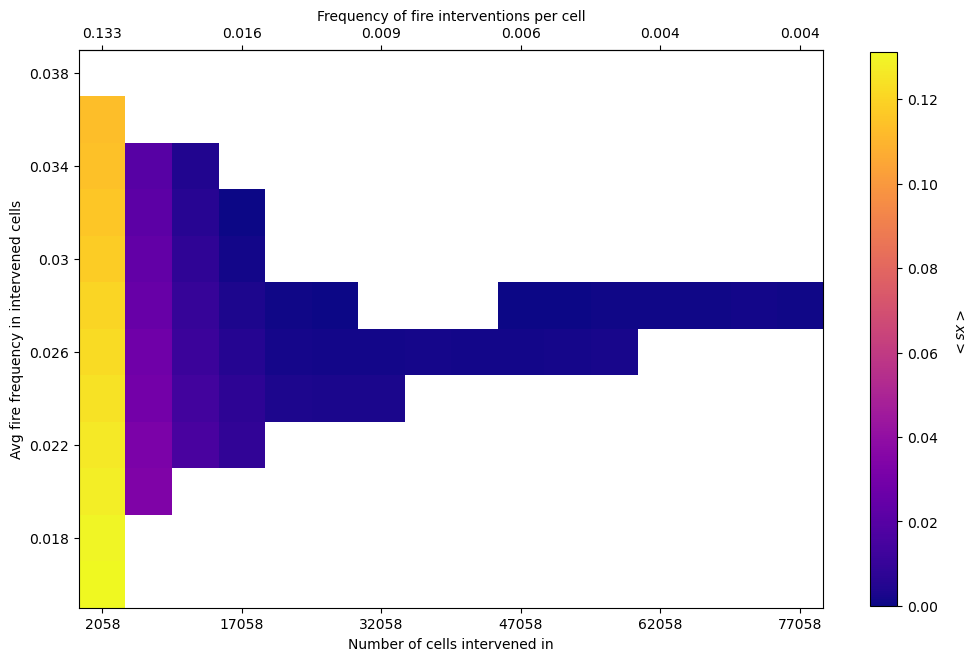 Frequency of fire interventions per cell
0.133 0.016 0.009 0.006 0.004 0.004
0.038
0.034
0.03
0.026
0.022
0.018
Avg fire frequency in intervened cells
2058 17058 32058 47058 62058 77058
Number of cells intervened in
0.12
0.10
0.08
0.06
0.04
0.02
0.00
< xs >